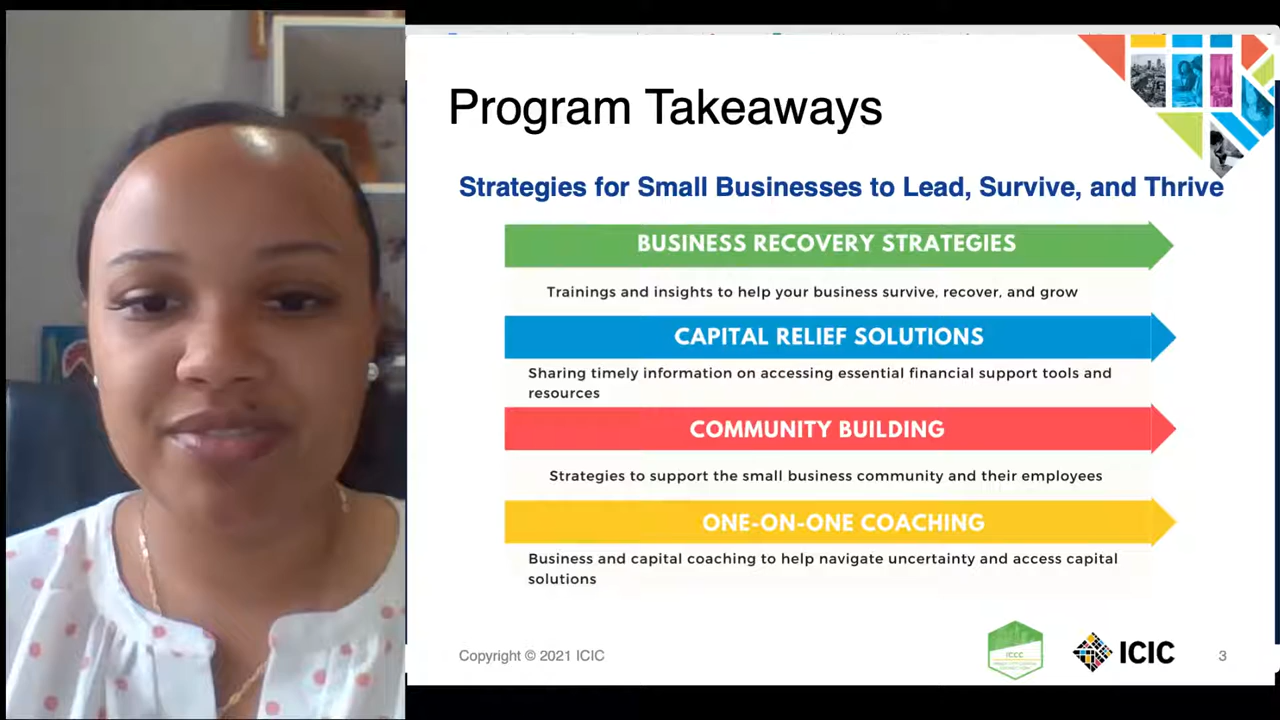 Program Takeaways
Strategies for Small Businesses to Lead, Survive, and Thrive
BUSINESS RECOVERY STRATEGIES
Trainings and insights to help your business survive, recover, and grow
CAPITAL RELIEF SOLUTIONS
Sharing timely information on accessing essential financial support tools and
resources
COMMUNITY BUILDING
Strategies to support the small business community and their employees
ONE-ON-ONE COACHING
Business and capital coaching to help navigate uncertainty and access capital
solutions
Copyright © 2021 ICIC
ICCC
ICIC
3